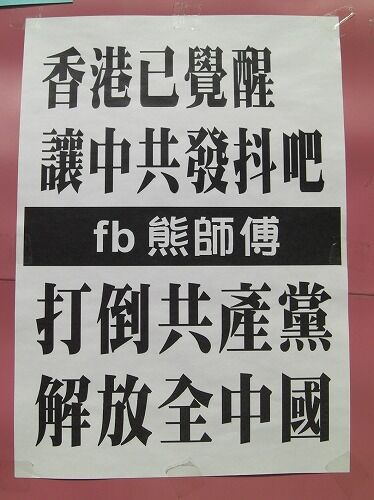 香港已覺醒
讓中共發抖吧
fb 熊師傅
打倒共產黨
解放全中國